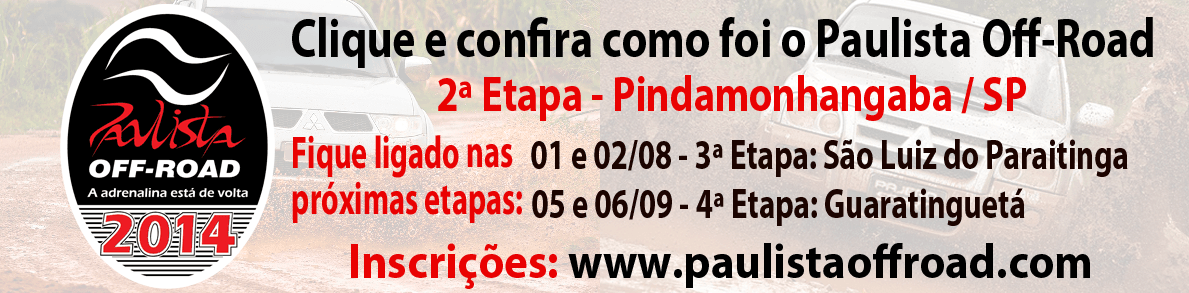 Paulista
OFF-ROAD
A adrenalina está de volta
2014
Clique e confira como foi o Paulista Off-Road
2ª Etapa - Pindamonhangaba / SP
Fique ligado nas 01 e 02/08 - 3ª Etapa: São Luiz do Paraitinga
próximas etapas: 05 e 06/09 - 4ª Etapa: Guaratinguetá
Inscrições: www.paulistaoffroad.com